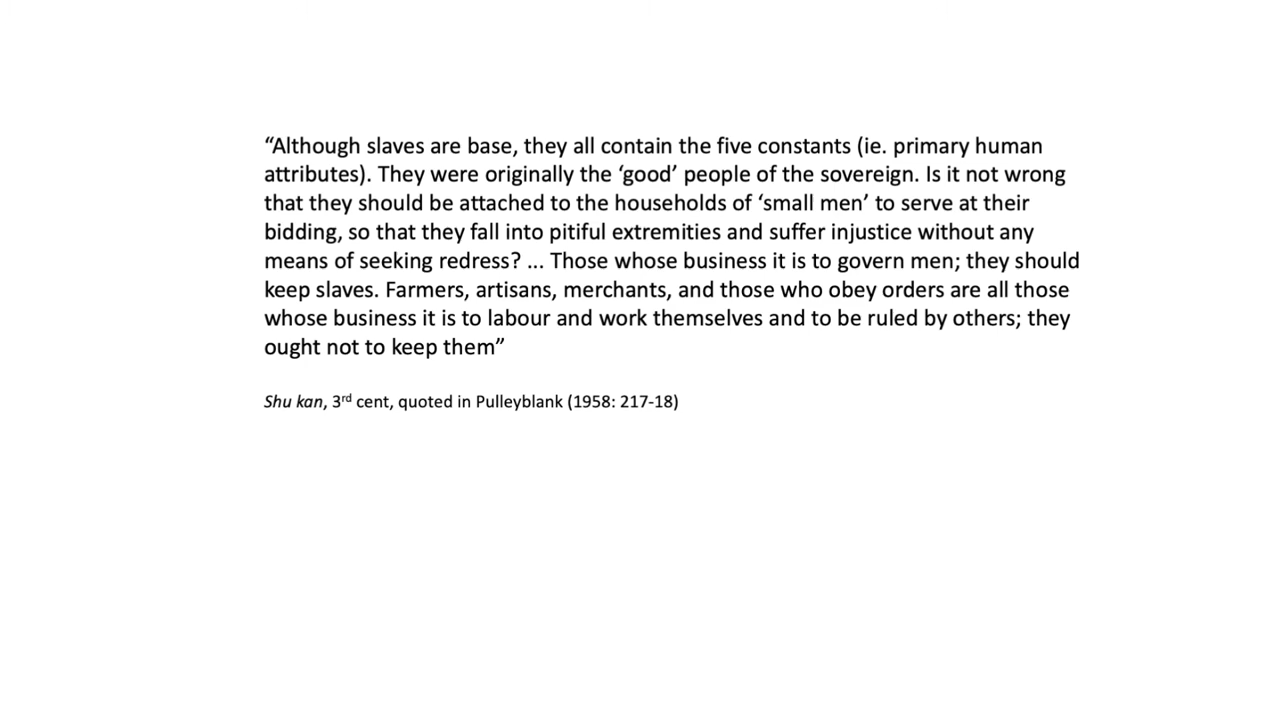 “Although slaves are base, they all contain the five constants (ie. primary human
attributes). They were originally the ‘good’ people of the sovereign. Is it not wrong
that they should be attached to the households of ‘small men’ to serve at their
bidding, so that they fall into pitiful extremities and suffer injustice without any
means of seeking redress? ... Those whose business it is to govern men; they should
keep slaves. Farmers, artisans, merchants, and those who obey orders are all those
whose business it is to labour and work themselves and to be ruled by others; they
ought not to keep them”
Shu kan, 3rd cent, quoted in Pulleyblank (1958: 217-18)